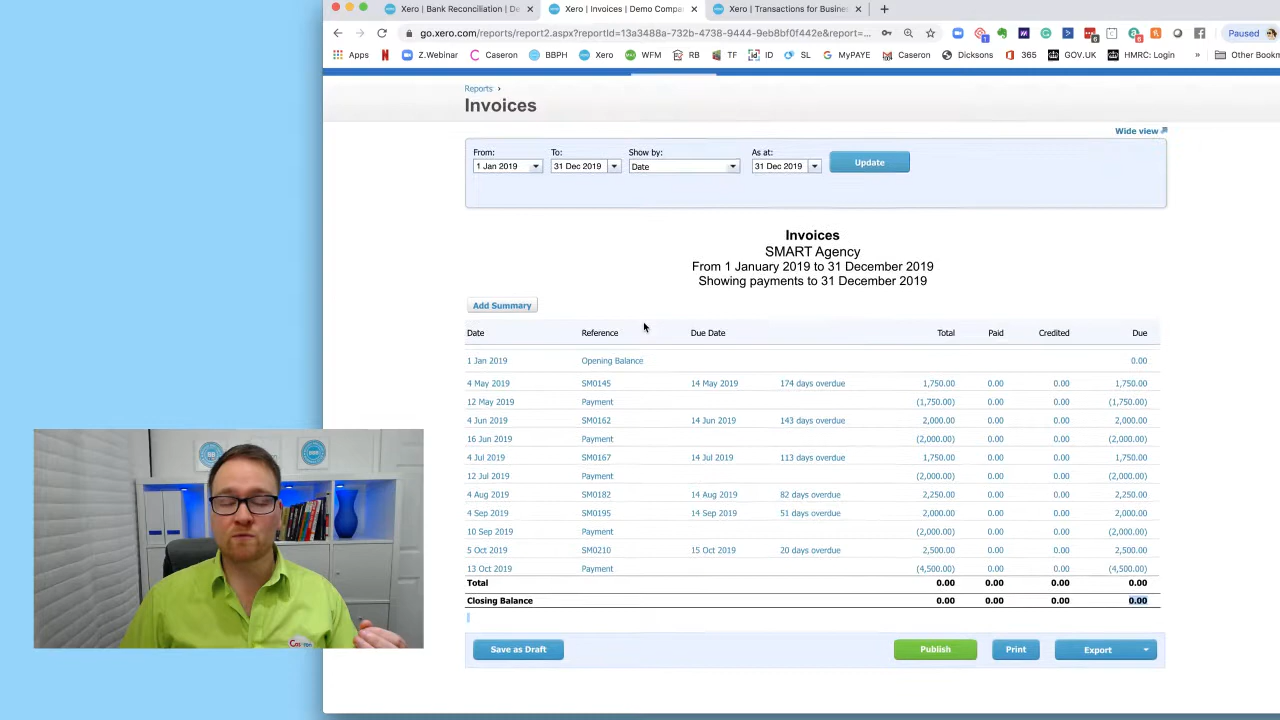 Xero | Bank Reconciliation | De
Xero | Invoices | Demo Compa
Xero | Transactions for Busine
go.xero.com/reports/report2.aspx?reportId=13a3488a-732b-4738-9444-9eb8bf0f442e&report=...
Paused
Apps Z.Webinar Caseron BBPH Xero WFM RB TF ID SL MyPAYE Caseron Dicksons 365 GOV.UK HMRC: Login » Other Bookm
Reports ›
Invoices
Wide view
From: To: Show by: As at:
1 Jan 2019 31 Dec 2019 Date 31 Dec 2019 Update
Invoices
SMART Agency
From 1 January 2019 to 31 December 2019
Showing payments to 31 December 2019
Add Summary
Date Reference Due Date Total Paid Credited Due
1 Jan 2019 Opening Balance 0.00
4 May 2019 SM0145 14 May 2019 174 days overdue 1,750.00 0.00 0.00 1,750.00
12 May 2019 Payment (1,750.00) 0.00 0.00 (1,750.00)
4 Jun 2019 SM0162 14 Jun 2019 143 days overdue 2,000.00 0.00 0.00 2,000.00
16 Jun 2019 Payment (2,000.00) 0.00 0.00 (2,000.00)
4 Jul 2019 SM0167 14 Jul 2019 113 days overdue 1,750.00 0.00 0.00 1,750.00
12 Jul 2019 Payment (2,000.00) 0.00 0.00 (2,000.00)
4 Aug 2019 SM0182 14 Aug 2019 82 days overdue 2,250.00 0.00 0.00 2,250.00
4 Sep 2019 SM0195 14 Sep 2019 51 days overdue 2,000.00 0.00 0.00 2,000.00
10 Sep 2019 Payment (2,000.00) 0.00 0.00 (2,000.00)
5 Oct 2019 SM0210 15 Oct 2019 20 days overdue 2,500.00 0.00 0.00 2,500.00
13 Oct 2019 Payment (4,500.00) 0.00 0.00 (4,500.00)
Total 0.00 0.00 0.00 0.00
Closing Balance 0.00 0.00 0.00 0.00
Save as Draft Publish Print Export